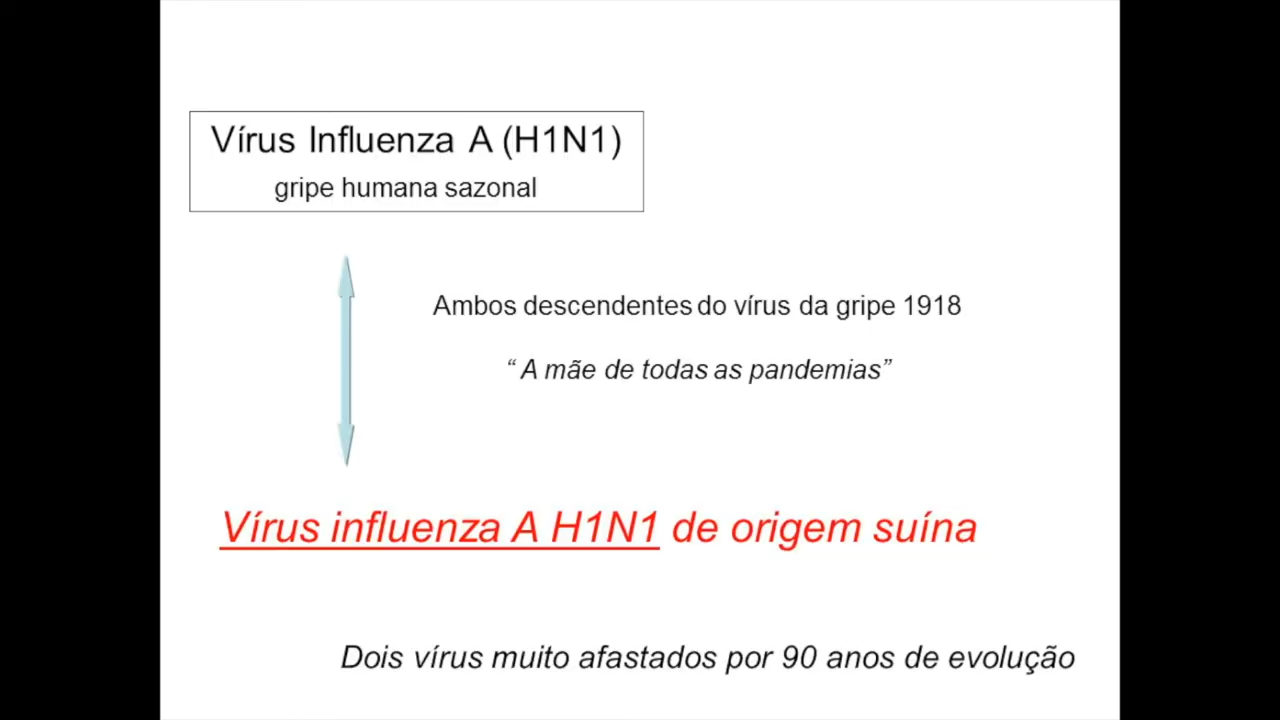 Vírus Influenza A (H1N1)
gripe humana sazonal
Ambos descendentes do vírus da gripe 1918
“ A mãe de todas as pandemias”
Vírus influenza A H1N1 de origem suína
Dois vírus muito afastados por 90 anos de evolução